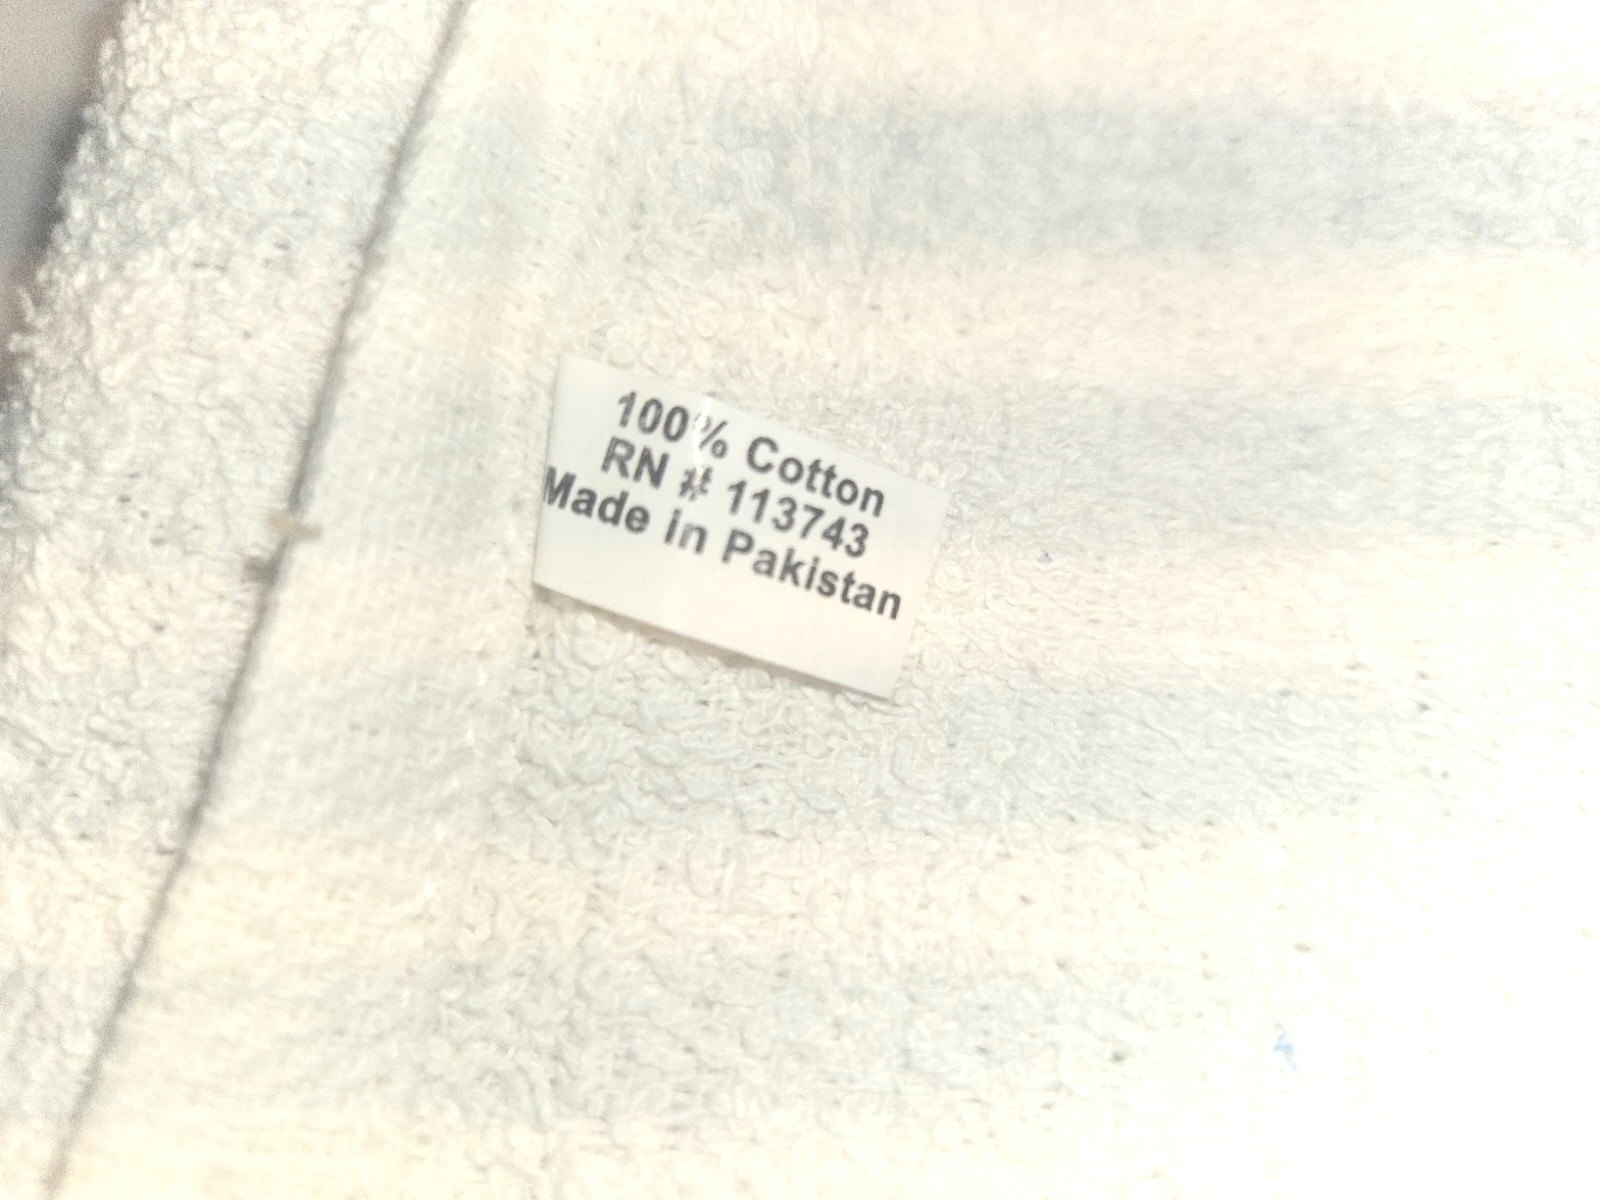 100% Cotton
RN # 113743
Made in Pakistan